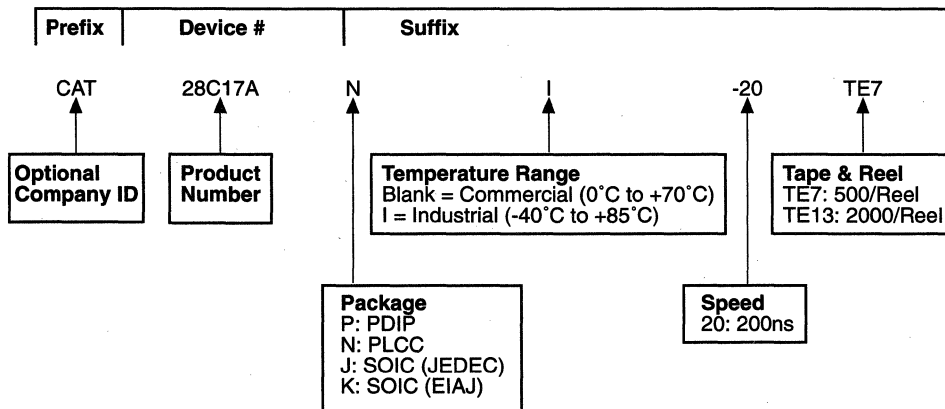 Prefix Device # Suffix
CAT 28C17A N I -20 TE7
Optional
Company ID
Product
Number
Temperature Range
Blank = Commercial (0˚C to +70˚C)
I = Industrial (-40˚C to +85˚C)
Tape & Reel
TE7: 500/Reel
TE13: 2000/Reel
Package
P: PDIP
N: PLCC
J: SOIC (JEDEC)
K: SOIC (EIAJ)
Speed
20: 200ns